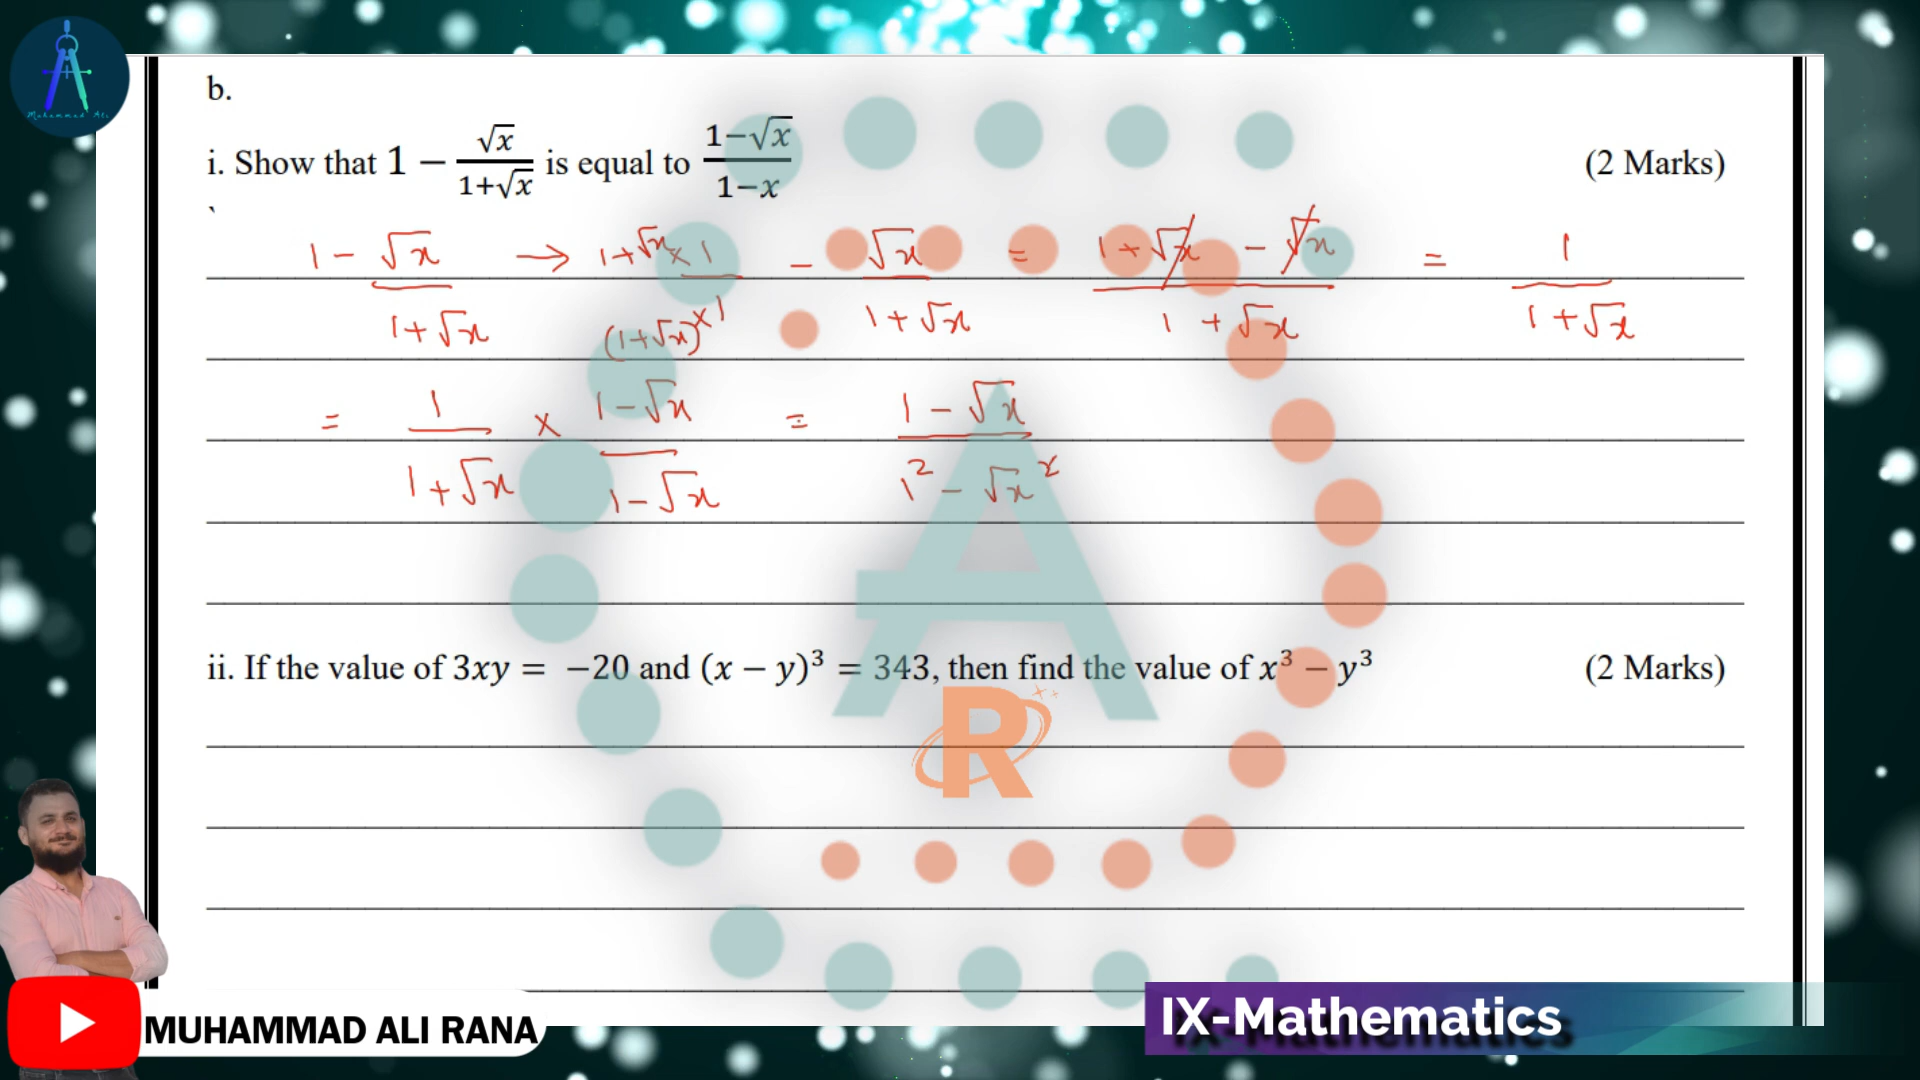 Muhammad Ali
b.
i. Show that 1 − √x/(1+√x) is equal to (1−√x)/(1−x) (2 Marks)
1 - √x/(1+√x) → (1+√x × 1)/((1+√x)×1) - √x/(1+√x) = (1+√x - √x)/(1+√x) = 1/(1+√x)
= 1/(1+√x) × (1-√x)/(1-√x) = (1-√x)/(1² - √x²)
ii. If the value of 3xy = −20 and (x − y)³ = 343, then find the value of x³ − y³ (2 Marks)
A
R
MUHAMMAD ALI RANA
IX-Mathematics